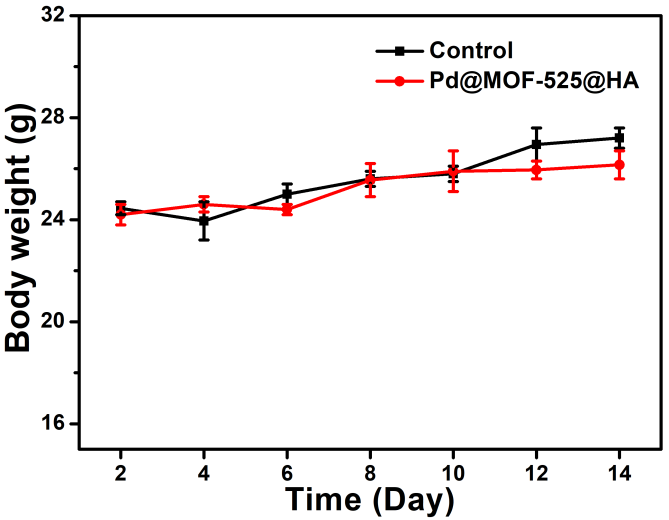 32
28
24
20
16
Body weight (g)
Control
Pd@MOF-525@HA
2 4 6 8 10 12 14
Time (Day)